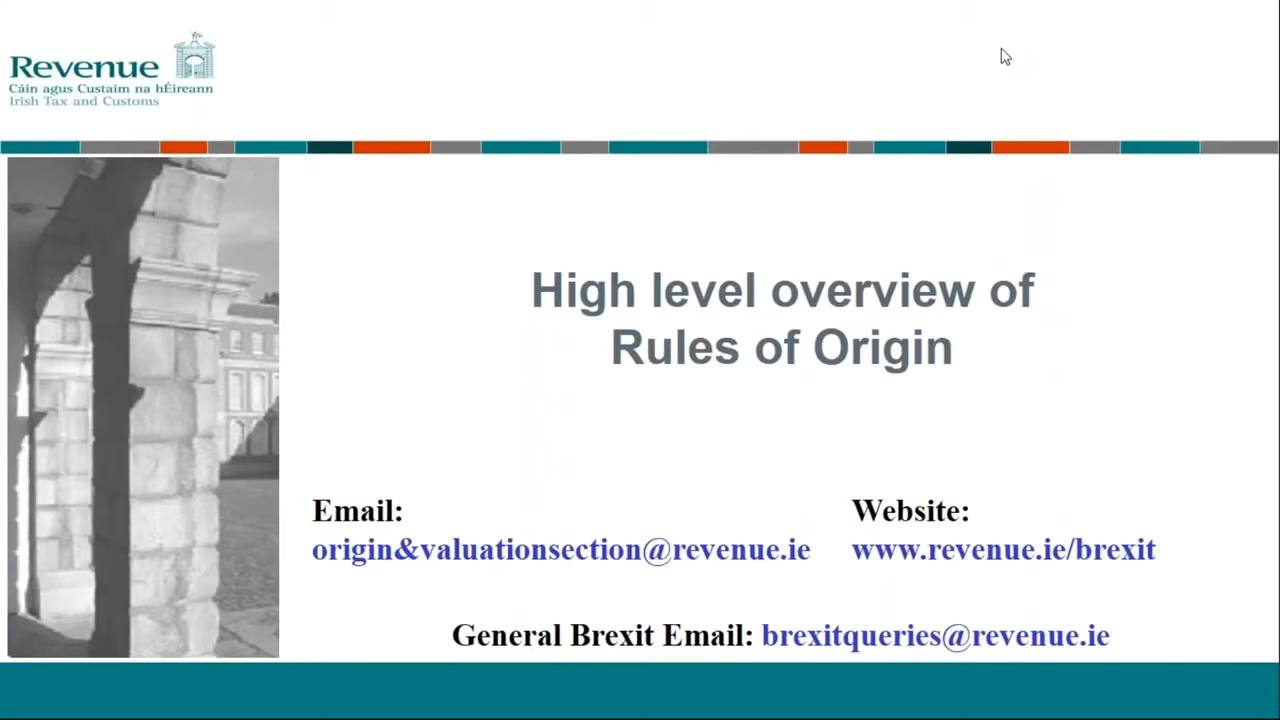 Revenue
Cáin agus Custaim na hÉireann
Irish Tax and Customs
High level overview of
Rules of Origin
Email:
origin&valuationsection@revenue.ie
Website:
www.revenue.ie/brexit
General Brexit Email: brexitqueries@revenue.ie